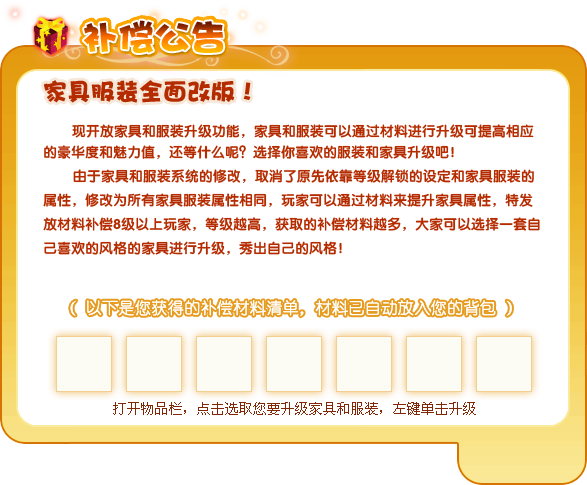 补偿公告
家具服装全面改版！
现开放家具和服装升级功能，家具和服装可以通过材料进行升级可提高相应
的豪华度和魅力值，还等什么呢？选择你喜欢的服装和家具升级吧！
由于家具和服装系统的修改，取消了原先依靠等级解锁的设定和家具服装的
属性，修改为所有家具服装属性相同，玩家可以通过材料来提升家具属性，特发
放材料补偿8级以上玩家，等级越高，获取的补偿材料越多，大家可以选择一套自
己喜欢的风格的家具进行升级，秀出自己的风格！
（ 以下是您获得的补偿材料清单，材料已自动放入您的背包 ）
打开物品栏，点击选取您要升级家具和服装，左键单击升级